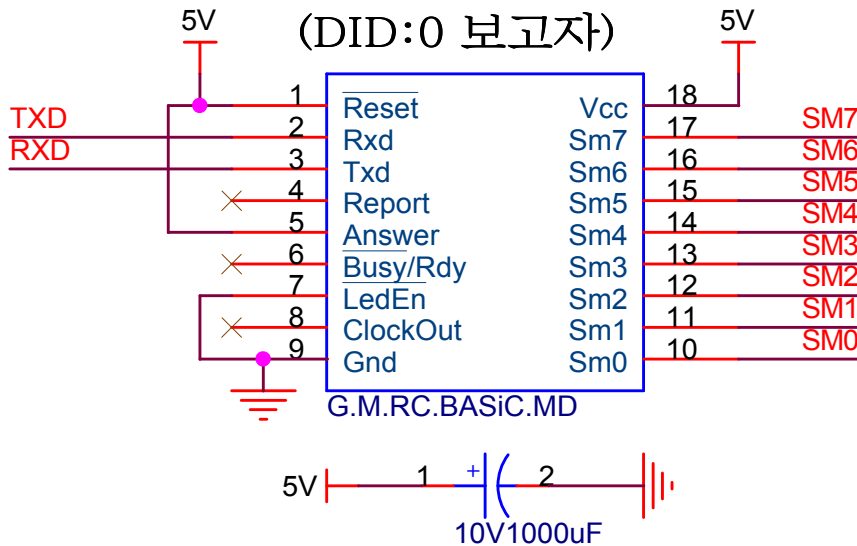 5V
(DID:0 보고자)
5V
1 Reset Vcc 18
TXD 2 Rxd Sm7 17 SM7
RXD 3 Txd Sm6 16 SM6
4 Report Sm5 15 SM5
5 Answer Sm4 14 SM4
6 Busy/Rdy Sm3 13 SM3
7 LedEn Sm2 12 SM2
8 ClockOut Sm1 11 SM1
9 Gnd Sm0 10 SM0
G.M.RC.BASiC.MD
5V 1 + 2
10V1000uF